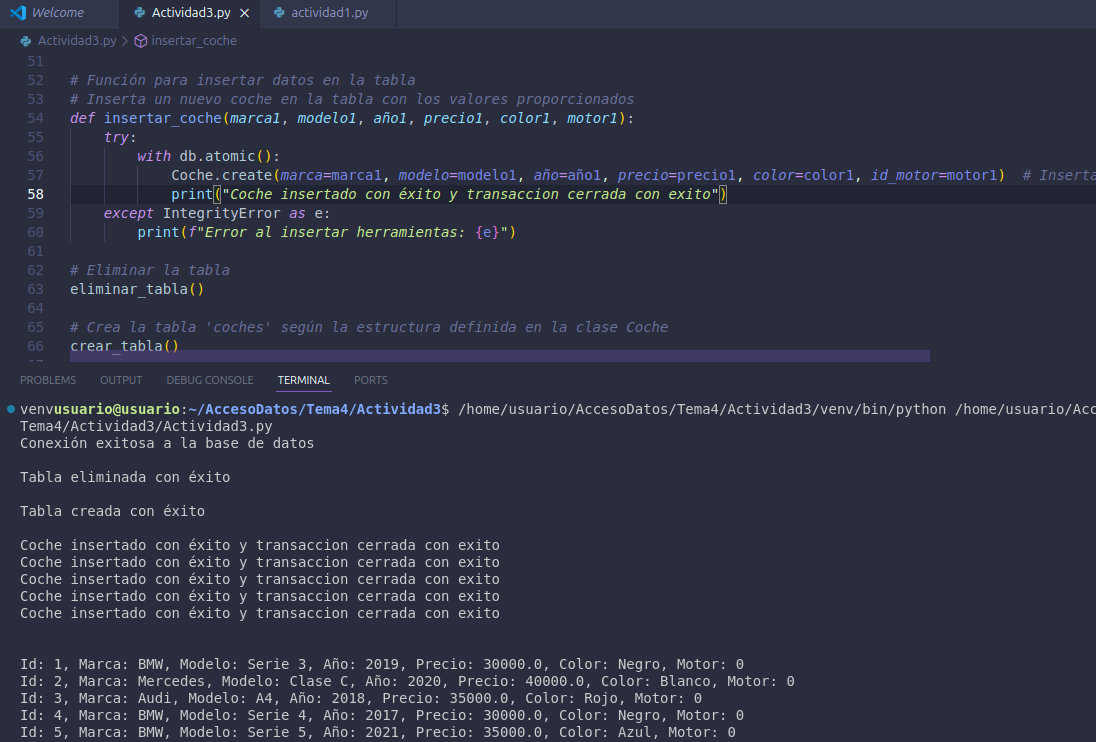 Welcome
Actividad3.py
actividad1.py
Actividad3.py > insertar_coche
51
52 # Función para insertar datos en la tabla
53 # Inserta un nuevo coche en la tabla con los valores proporcionados
54 def insertar_coche(marca1, modelo1, año1, precio1, color1, motor1):
55 try:
56 with db.atomic():
57 Coche.create(marca=marca1, modelo=modelo1, año=año1, precio=precio1, color=color1, id_motor=motor1) # Inserta
58 print("Coche insertado con éxito y transaccion cerrada con exito")
59 except IntegrityError as e:
60 print(f"Error al insertar herramientas: {e}")
61
62 # Eliminar la tabla
63 eliminar_tabla()
64
65 # Crea la tabla 'coches' según la estructura definida en la clase Coche
66 crear_tabla()
PROBLEMS OUTPUT DEBUG CONSOLE TERMINAL PORTS
venvusuario@usuario:~/AccesoDatos/Tema4/Actividad3$ /home/usuario/AccesoDatos/Tema4/Actividad3/venv/bin/python /home/usuario/Acc
Tema4/Actividad3/Actividad3.py
Conexión exitosa a la base de datos
Tabla eliminada con éxito
Tabla creada con éxito
Coche insertado con éxito y transaccion cerrada con exito
Coche insertado con éxito y transaccion cerrada con exito
Coche insertado con éxito y transaccion cerrada con exito
Coche insertado con éxito y transaccion cerrada con exito
Coche insertado con éxito y transaccion cerrada con exito
Id: 1, Marca: BMW, Modelo: Serie 3, Año: 2019, Precio: 30000.0, Color: Negro, Motor: 0
Id: 2, Marca: Mercedes, Modelo: Clase C, Año: 2020, Precio: 40000.0, Color: Blanco, Motor: 0
Id: 3, Marca: Audi, Modelo: A4, Año: 2018, Precio: 35000.0, Color: Rojo, Motor: 0
Id: 4, Marca: BMW, Modelo: Serie 4, Año: 2017, Precio: 30000.0, Color: Negro, Motor: 0
Id: 5, Marca: BMW, Modelo: Serie 5, Año: 2021, Precio: 35000.0, Color: Azul, Motor: 0